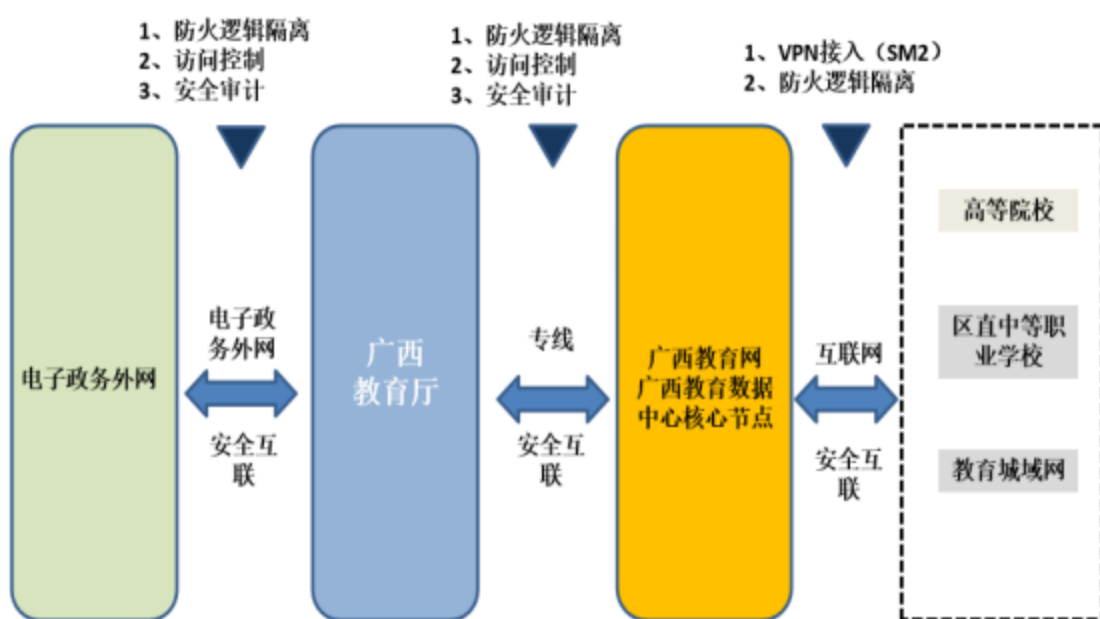 1、防火逻辑隔离
2、访问控制
3、安全审计
1、防火逻辑隔离
2、访问控制
3、安全审计
1、VPN接入（SM2）
2、防火逻辑隔离
电子政务外网
电子政
务外网
安全互
联
广西
教育厅
专线
安全互
联
广西教育网
广西教育数据
中心核心节点
互联网
安全互
联
高等院校
区直中等职
业学校
教育城域网